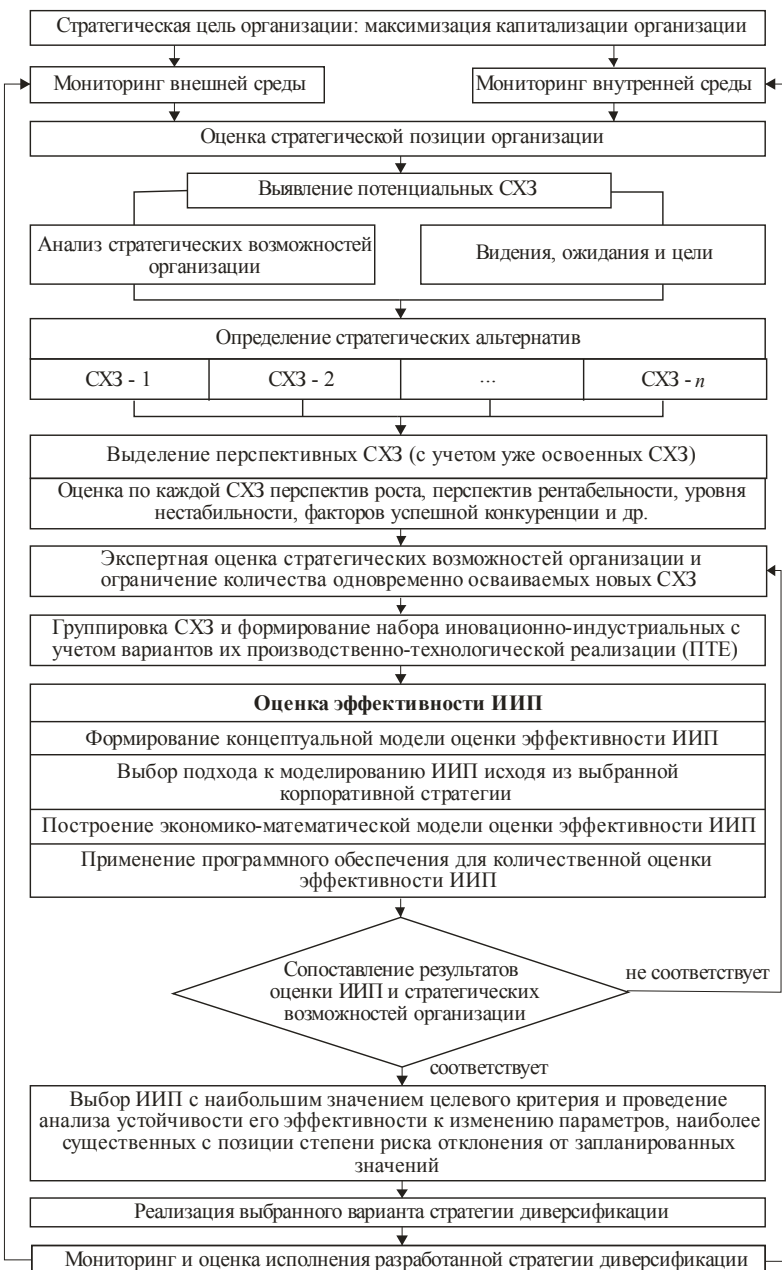 Стратегическая цель организации: максимизация капитализации организации
Мониторинг внешней среды
Мониторинг внутренней среды
Оценка стратегической позиции организации
Выявление потенциальных СХЗ
Анализ стратегических возможностей
организации
Видения, ожидания и цели
Определение стратегических альтернатив
СХЗ - 1
СХЗ - 2
...
СХЗ - n
Выделение перспективных СХЗ (с учетом уже освоенных СХЗ)
Оценка по каждой СХЗ перспектив роста, перспектив рентабельности, уровня
нестабильности, факторов успешной конкуренции и др.
Экспертная оценка стратегических возможностей организации и
ограничение количества одновременно осваиваемых новых СХЗ
Группировка СХЗ и формирование набора иновационно-индустриальных с
учетом вариантов их производственно-технологической реализации (ПТЕ)
Оценка эффективности ИИП
Формирование концептуальной модели оценки эффективности ИИП
Выбор подхода к моделированию ИИП исходя из выбранной
корпоративной стратегии
Построение экономико-математической модели оценки эффективности ИИП
Применение программного обеспечения для количественной оценки
эффективности ИИП
Сопоставление результатов
оценки ИИП и стратегических
возможностей организации
не соответствует
соответствует
Выбор ИИП с наибольшим значением целевого критерия и проведение
анализа устойчивости его эффективности к изменению параметров, наиболее
существенных с позиции степени риска отклонения от запланированных
значений
Реализация выбранного варианта стратегии диверсификации
Мониторинг и оценка исполнения разработанной стратегии диверсификации